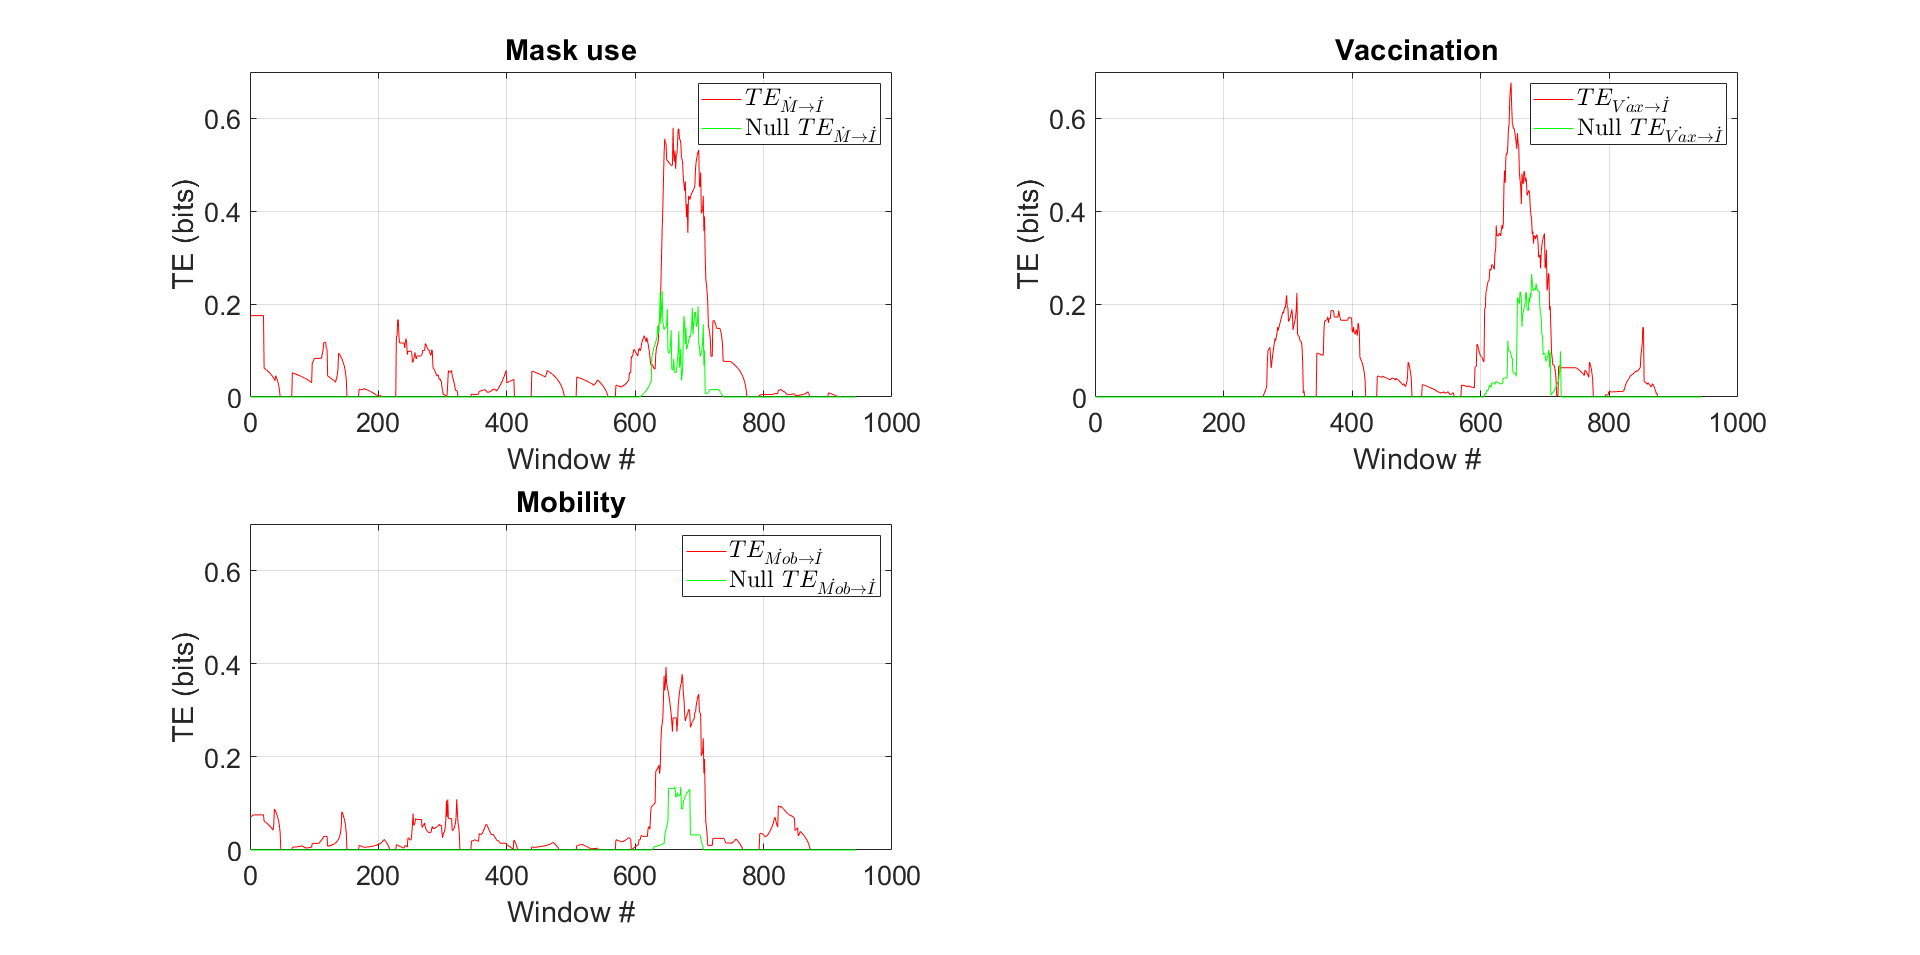 Mask use
TE (bits)
0.6
0.4
0.2
0
0 200 400 600 800 1000
Window #
TE_{Ṁ→İ}
Null TE_{Ṁ→İ}
Vaccination
TE (bits)
0.6
0.4
0.2
0
0 200 400 600 800 1000
Window #
TE_{V\dot{a}x→İ}
Null TE_{V\dot{a}x→İ}
Mobility
TE (bits)
0.6
0.4
0.2
0
0 200 400 600 800 1000
Window #
TE_{Ṁob→İ}
Null TE_{Ṁob→İ}